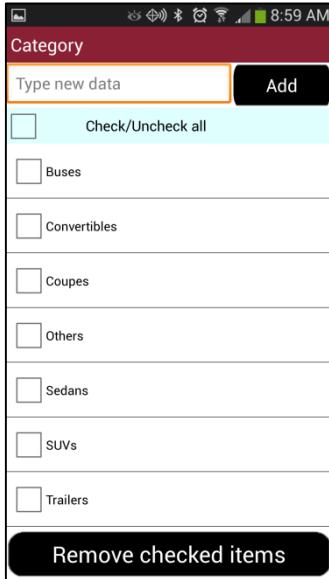 8:59 AM
Category
Type new data
Add
Check/Uncheck all
Buses
Convertibles
Coupes
Others
Sedans
SUVs
Trailers
Remove checked items